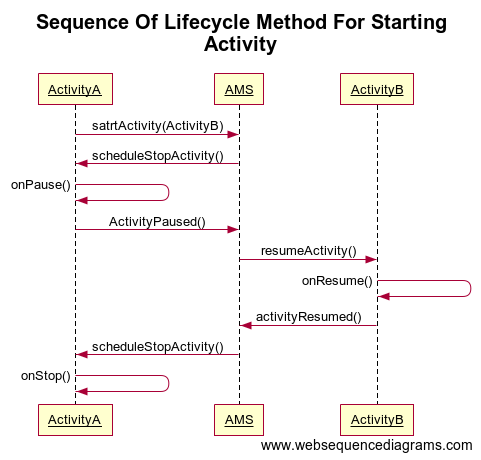 Sequence Of Lifecycle Method For Starting
Activity
ActivityA AMS ActivityB
satrtActivity(ActivityB)
scheduleStopActivity()
onPause()
ActivityPaused()
resumeActivity()
onResume()
activityResumed()
scheduleStopActivity()
onStop()
ActivityA AMS ActivityB
www.websequencediagrams.com